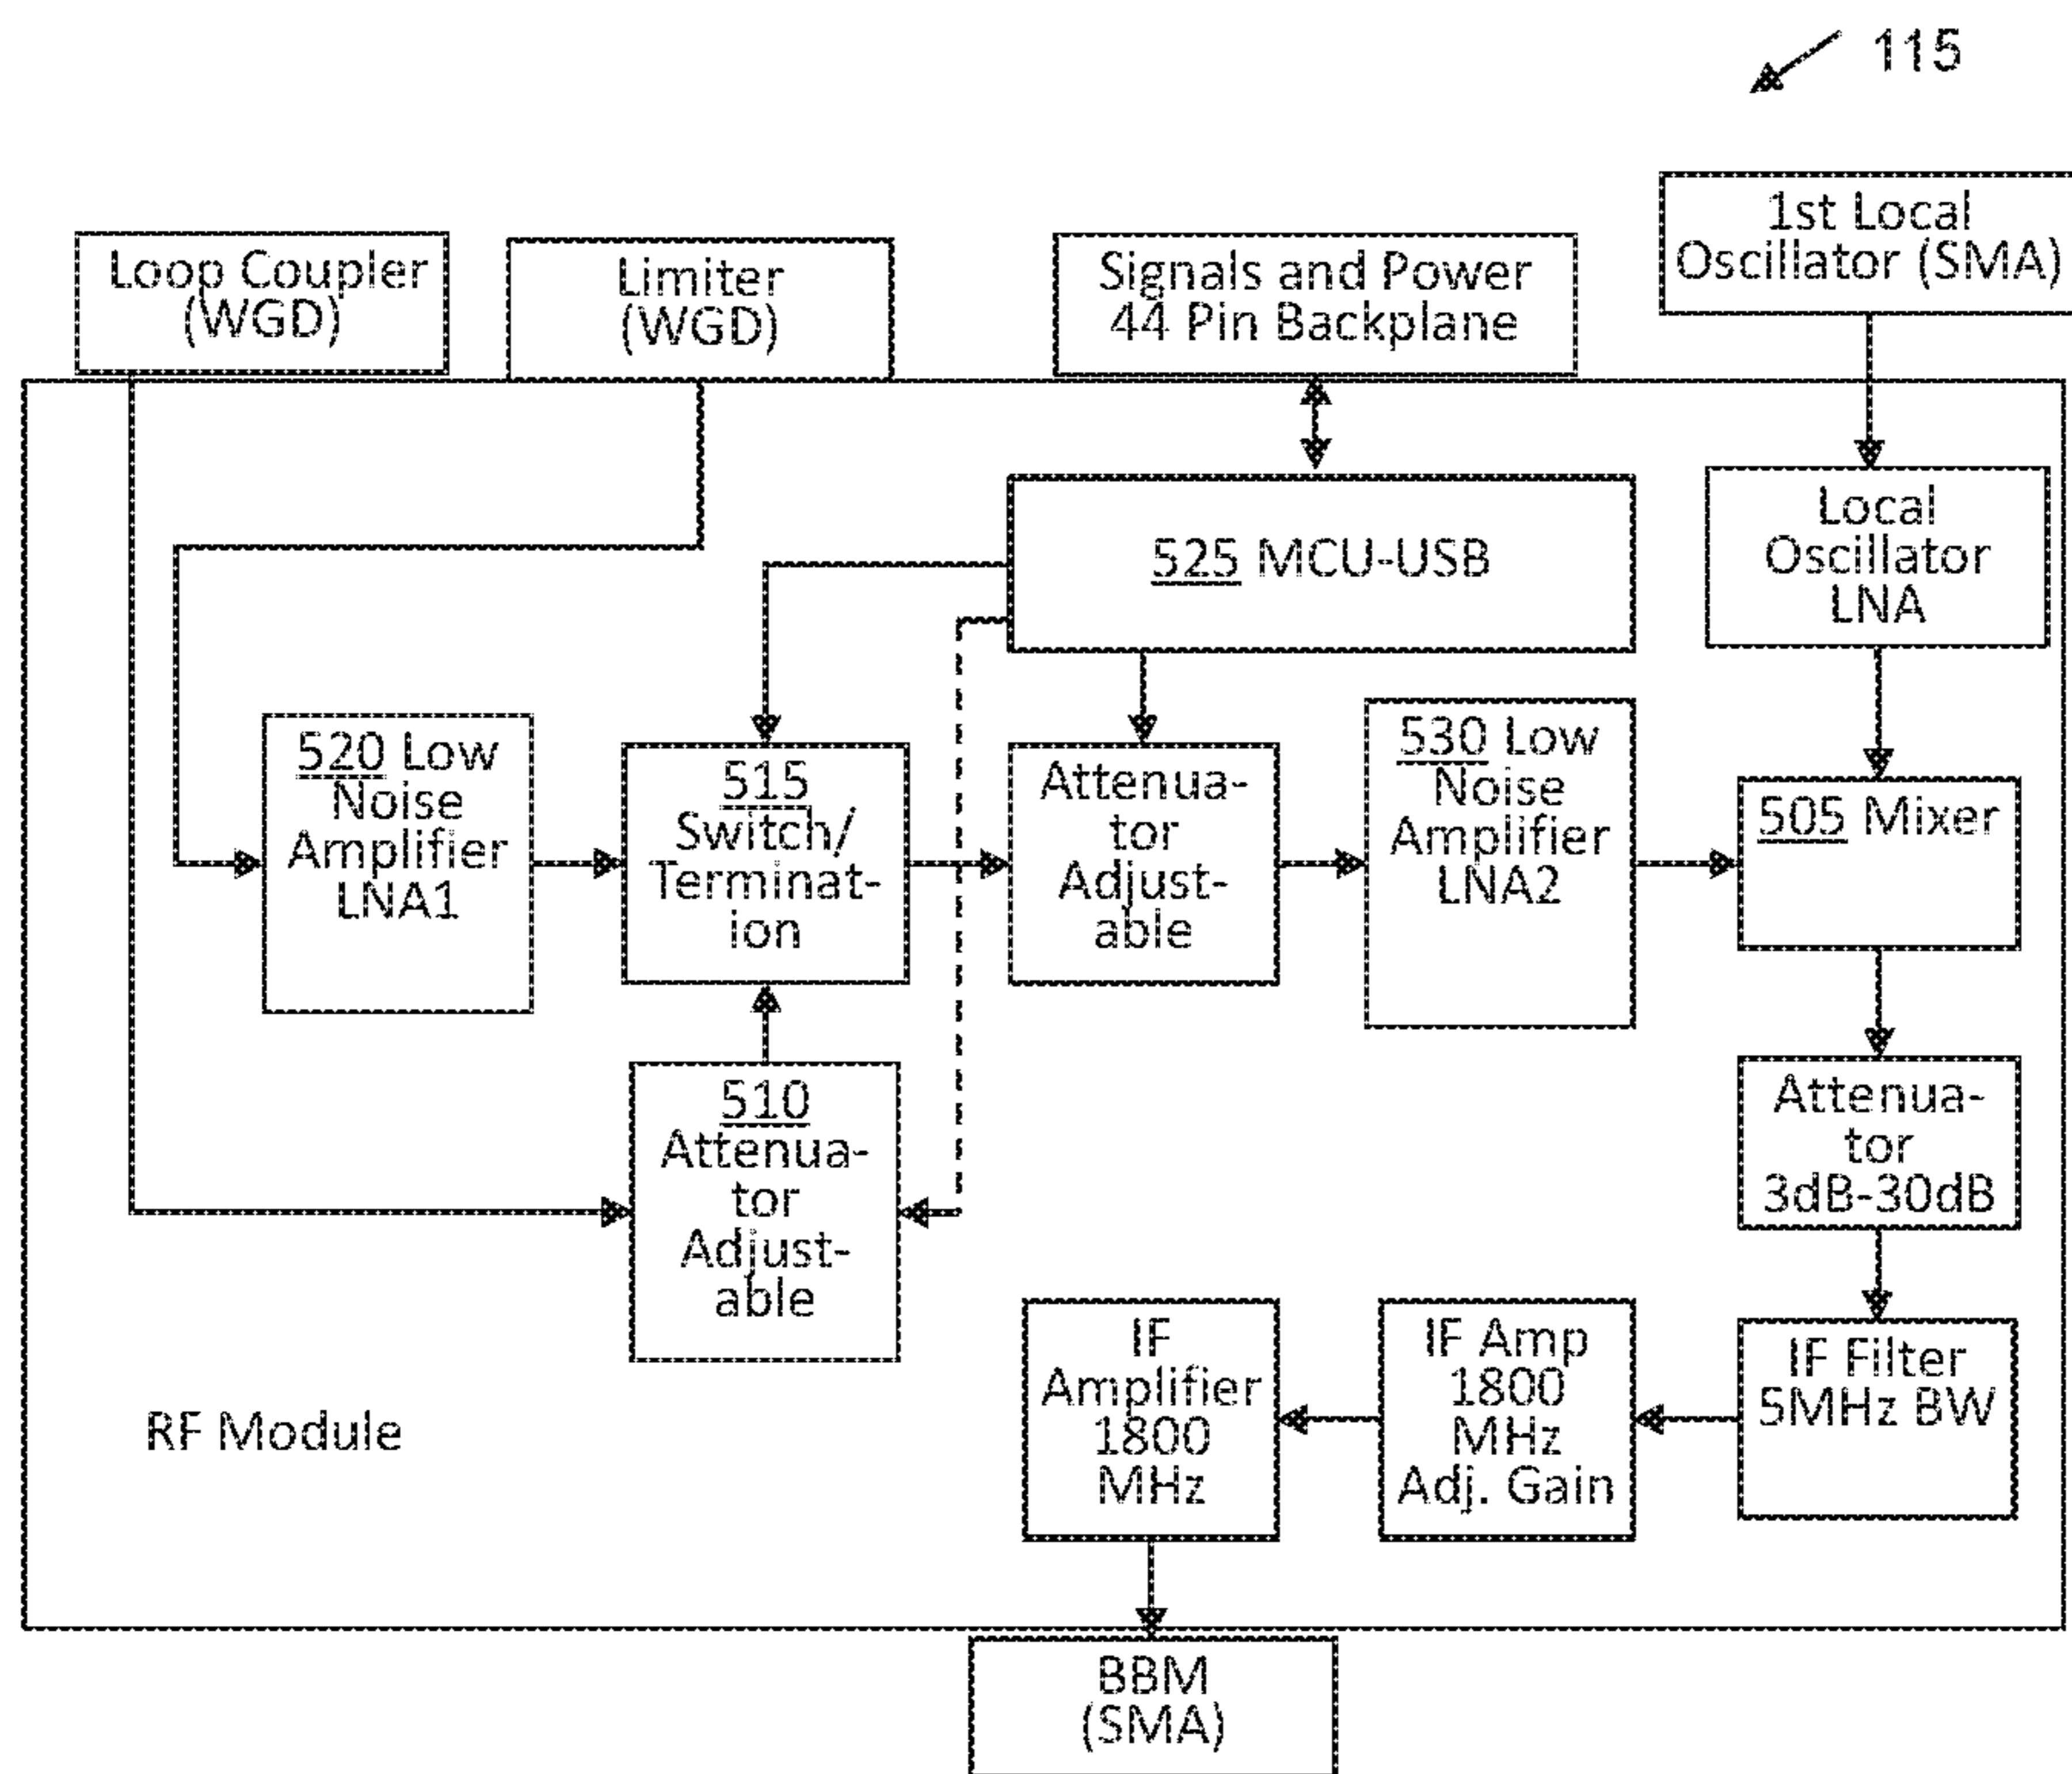 115
1st Local
Oscillator (SMA)
Loop Coupler
(WGD)
Limiter
(WGD)
Signals and Power
44 Pin Backplane
525 MCU-USB
Local
Oscillator
LNA
520 Low
Noise
Amplifier
LNA1
515
Switch/
Terminat-
ion
Attenua-
tor
Adjust-
able
530 Low
Noise
Amplifier
LNA2
505 Mixer
510
Attenua-
tor
Adjust-
able
Attenua-
tor
3dB-30dB
IF
Amplifier
1800
MHz
IF Amp
1800
MHz
Adj. Gain
IF Filter
5MHz BW
RF Module
BBM
(SMA)